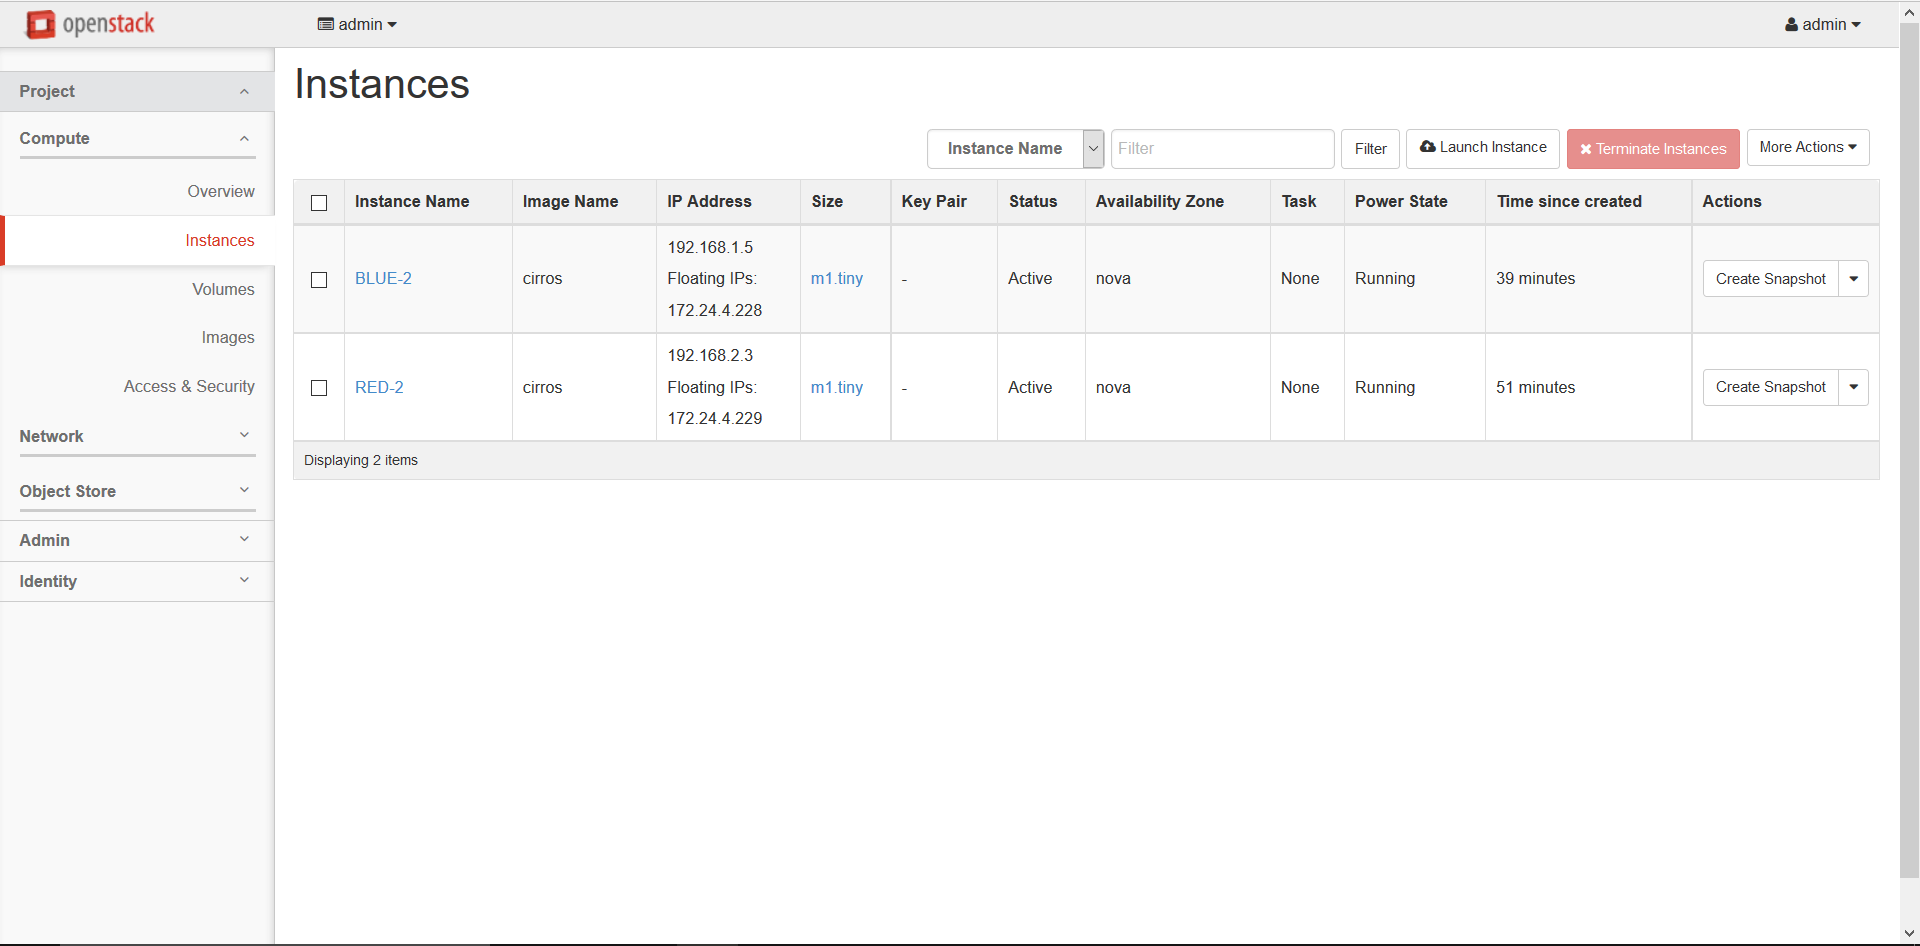 openstack
admin
admin
Project
Compute
Overview
Instances
Volumes
Images
Access & Security
Network
Object Store
Admin
Identity
Instances
Instance Name
Filter
Filter
Launch Instance
Terminate Instances
More Actions
Instance Name Image Name IP Address Size Key Pair Status Availability Zone Task Power State Time since created Actions
192.168.1.5
BLUE-2 cirros Floating IPs: m1.tiny - Active nova None Running 39 minutes Create Snapshot
172.24.4.228
192.168.2.3
RED-2 cirros Floating IPs: m1.tiny - Active nova None Running 51 minutes Create Snapshot
172.24.4.229
Displaying 2 items